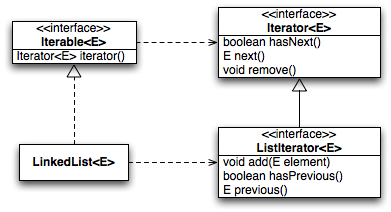 <<interface>>
Iterable<E>
Iterator<E> iterator()
<<interface>>
Iterator<E>
boolean hasNext()
E next()
void remove()
LinkedList<E>
<<interface>>
ListIterator<E>
void add(E element)
boolean hasPrevious()
E previous()